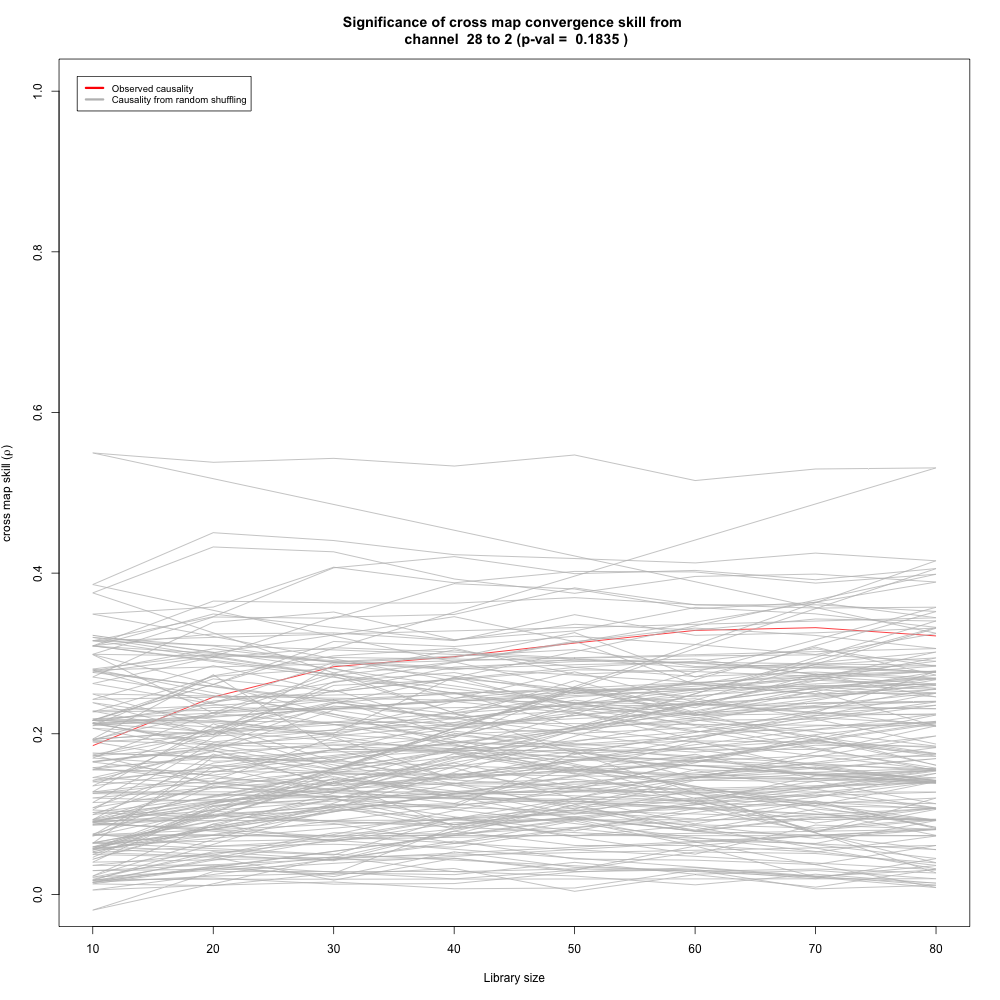 Significance of cross map convergence skill from
channel  28 to 2 (p-val =  0.1835 )
Observed causality
Causality from random shuffling
1.0
0.8
0.6
0.4
0.2
0.0
cross map skill (ρ)
10 20 30 40 50 60 70 80
Library size